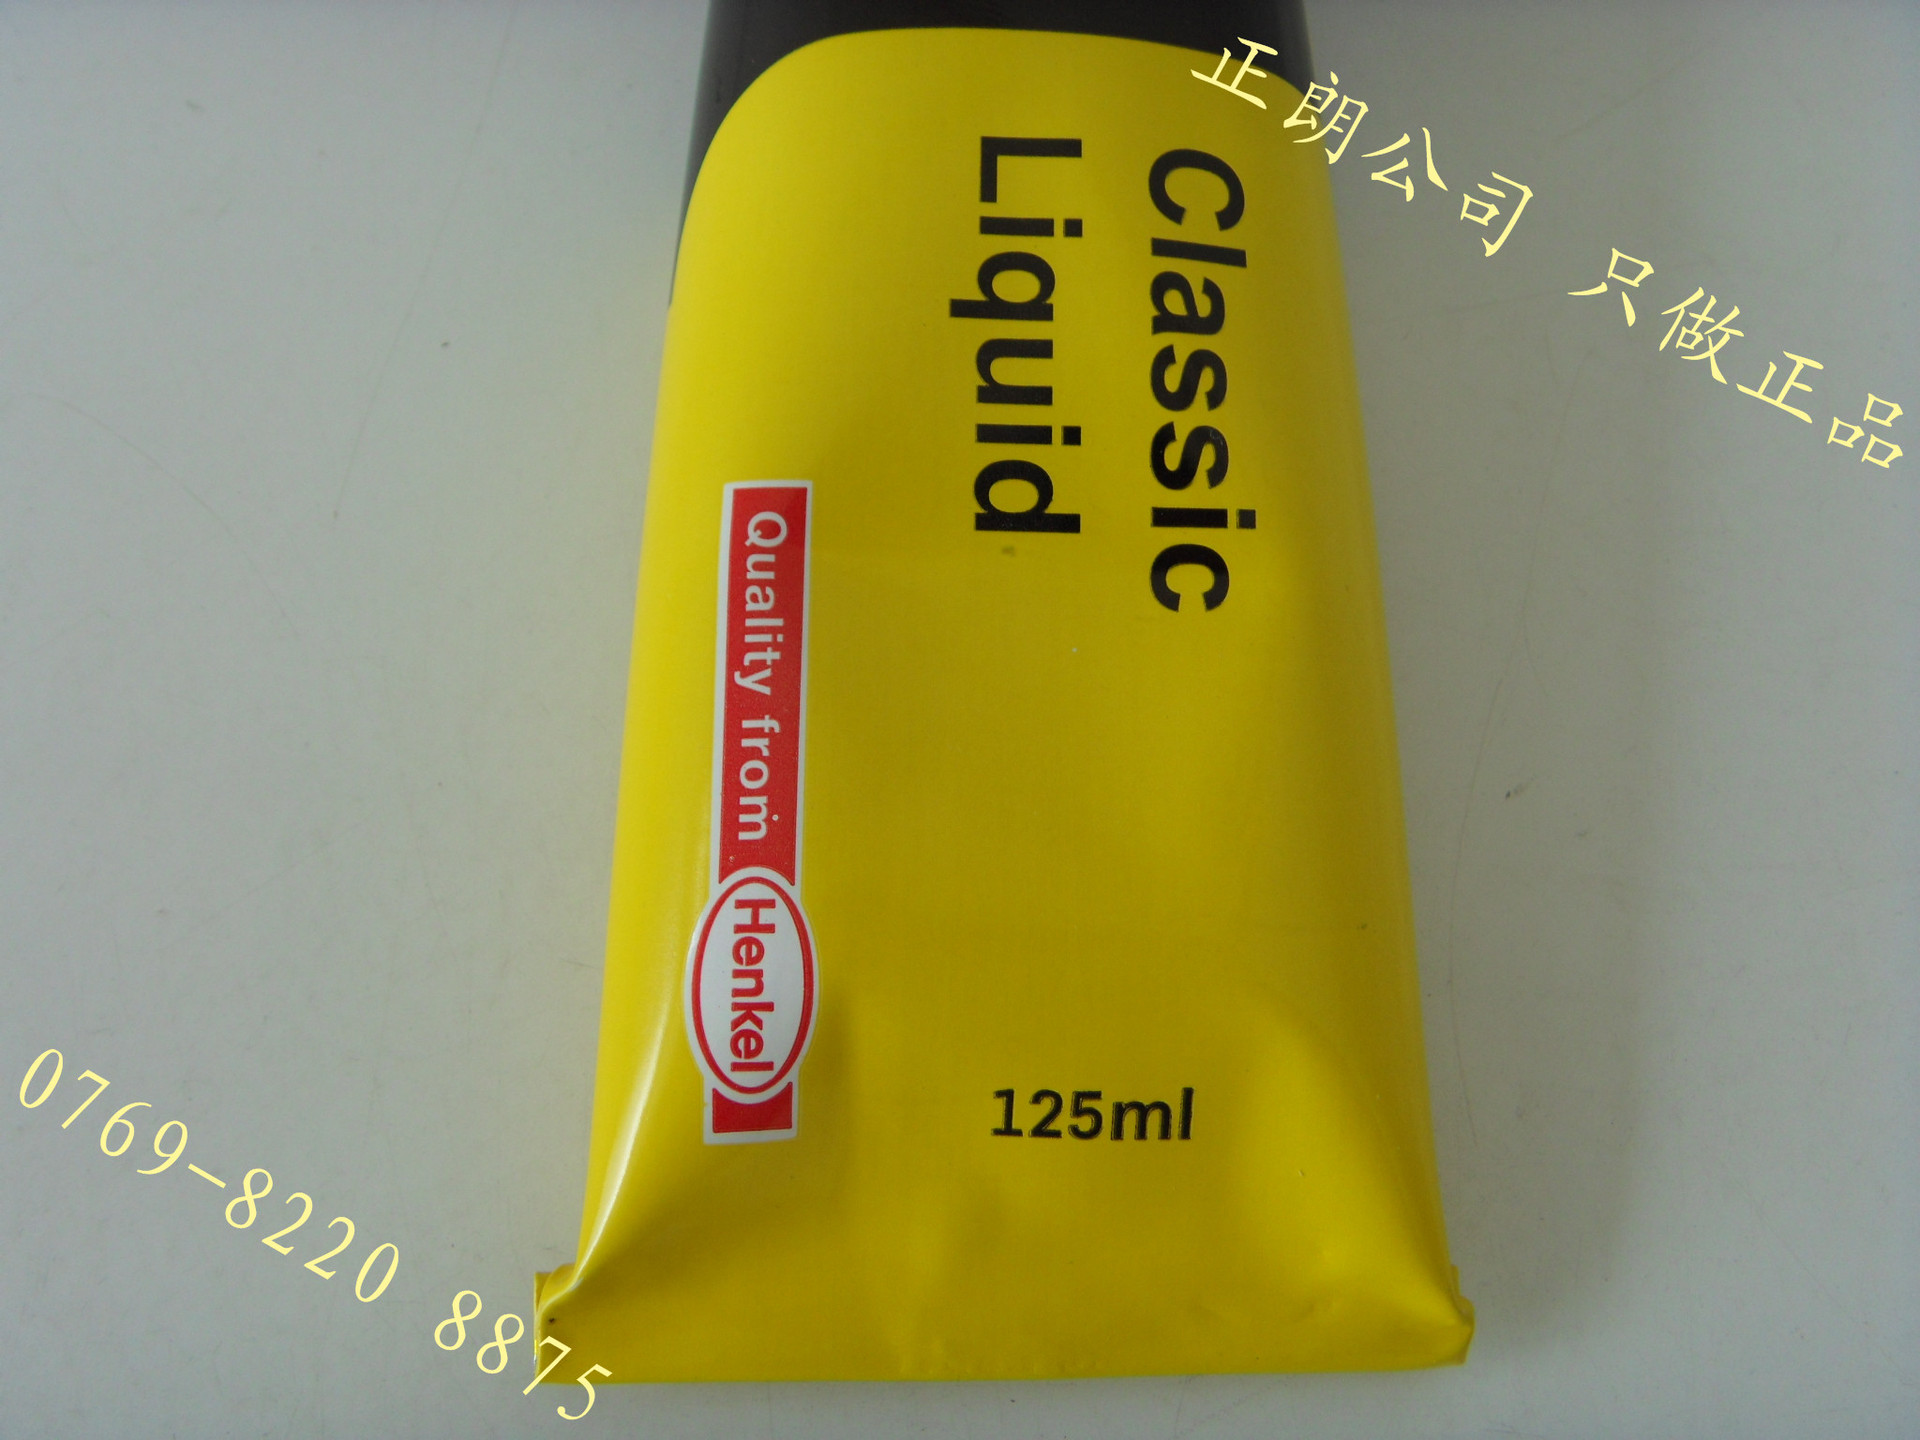 正朗公司 只做正品
Classic
Liquid
Quality from
Henkel
125ml
0769-8220 8875